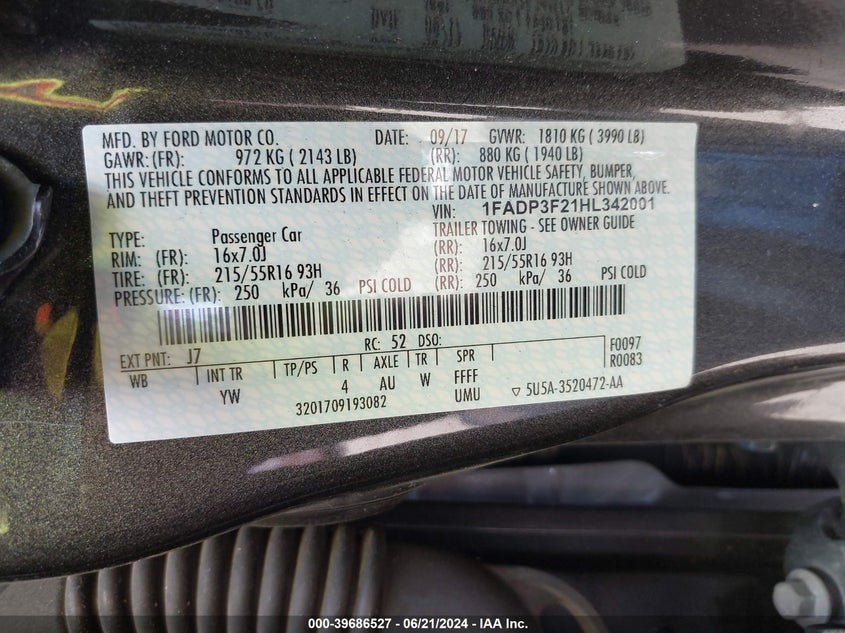 MFD. BY FORD MOTOR CO. DATE: 09/17 GVWR: 1810 KG ( 3990 LB)
GAWR: (FR): 972 KG ( 2143 LB) (RR): 880 KG ( 1940 LB)
THIS VEHICLE CONFORMS TO ALL APPLICABLE FEDERAL MOTOR VEHICLE SAFETY, BUMPER,
AND THEFT PREVENTION STANDARDS IN EFFECT ON THE DATE OF MANUFACTURE SHOWN ABOVE.
VIN: 1FADP3F21HL342001
TRAILER TOWING - SEE OWNER GUIDE
TYPE: Passenger Car
RIM: (FR): 16x7.0J (RR): 16x7.0J
TIRE: (FR): 215/55R16 93H (RR): 215/55R16 93H
PRESSURE: (FR): 250 kPa/ 36 PSI COLD (RR): 250 kPa/ 36 PSI COLD
EXT PNT: J7 RC: 52 DSO: F0097
WB INT TR TP/PS R AXLE TR SPR R0083
YW 4 AU W FFFF
3201709193082 UMU 5U5A-3520472-AA
000-39686527 - 06/21/2024 - IAA Inc.